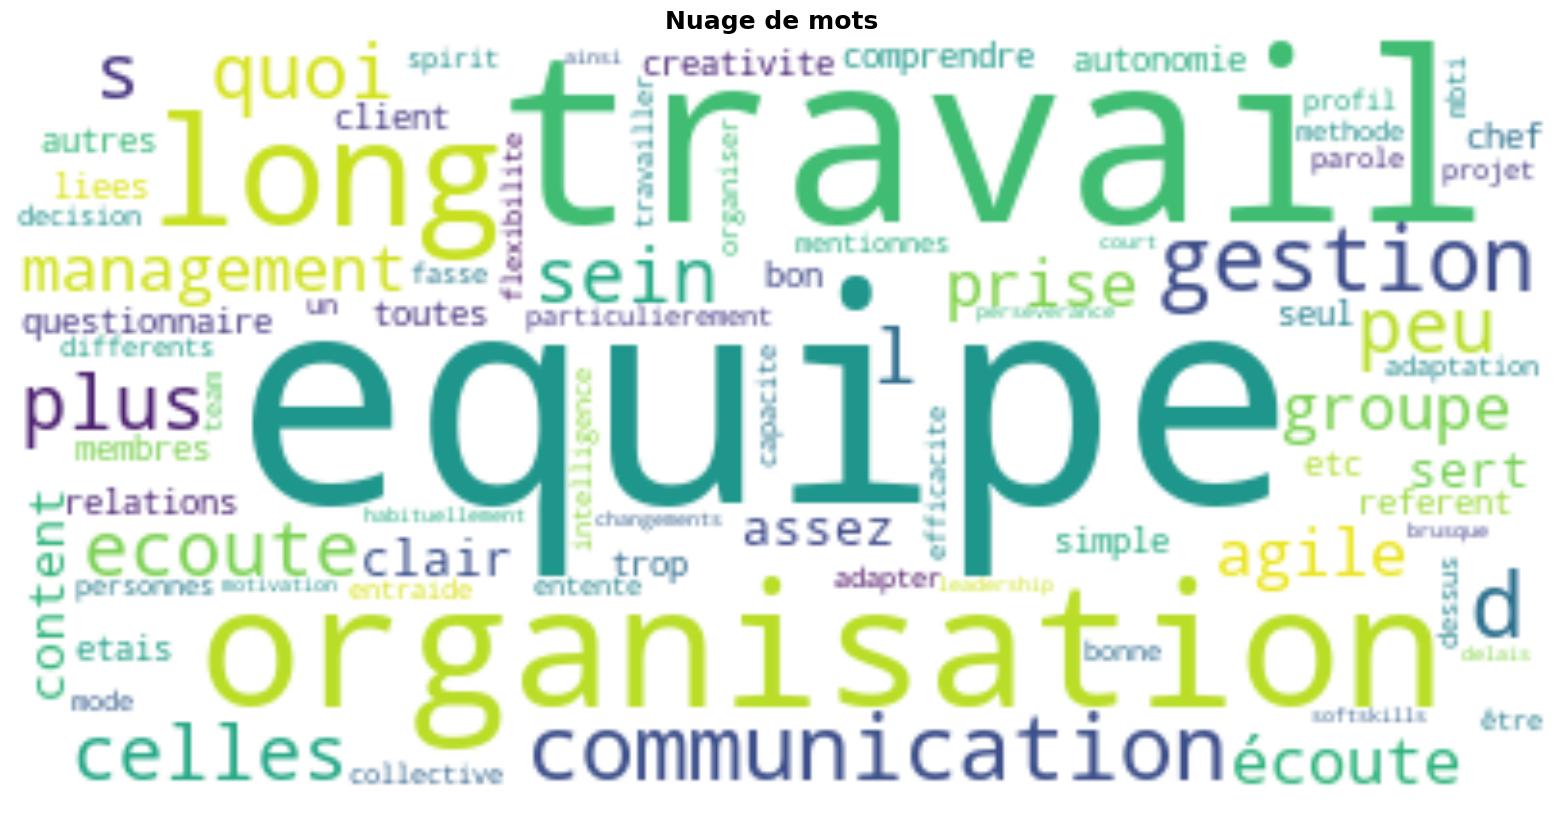 Nuage de mots
s
quoi
spirit
ainsi
creativite
comprendre
autonomie
travail
mbti
client
long
travailler
profil
autres
flexibilite
organiser
methode
chef
parole
projet
liees
decision
mentionnes
court
gestion
management
fasse
sein
bon
prise
perseverance
questionnaire
un
toutes
particulierement
seul
peu
differents
equipe
l
adaptation
plus
team
intelligence
capacite
efficacite
groupe
membres
etc
sert
relations
referent
habituellement
changements
assez
simple
brusque
content
ecoute
clair
trop
agile
personnes
motivation
entraide
entente
adapter
leadership
dessus
d
organisation
etais
bonne
delais
mode
softskills
être
celles
collective
communication
écoute